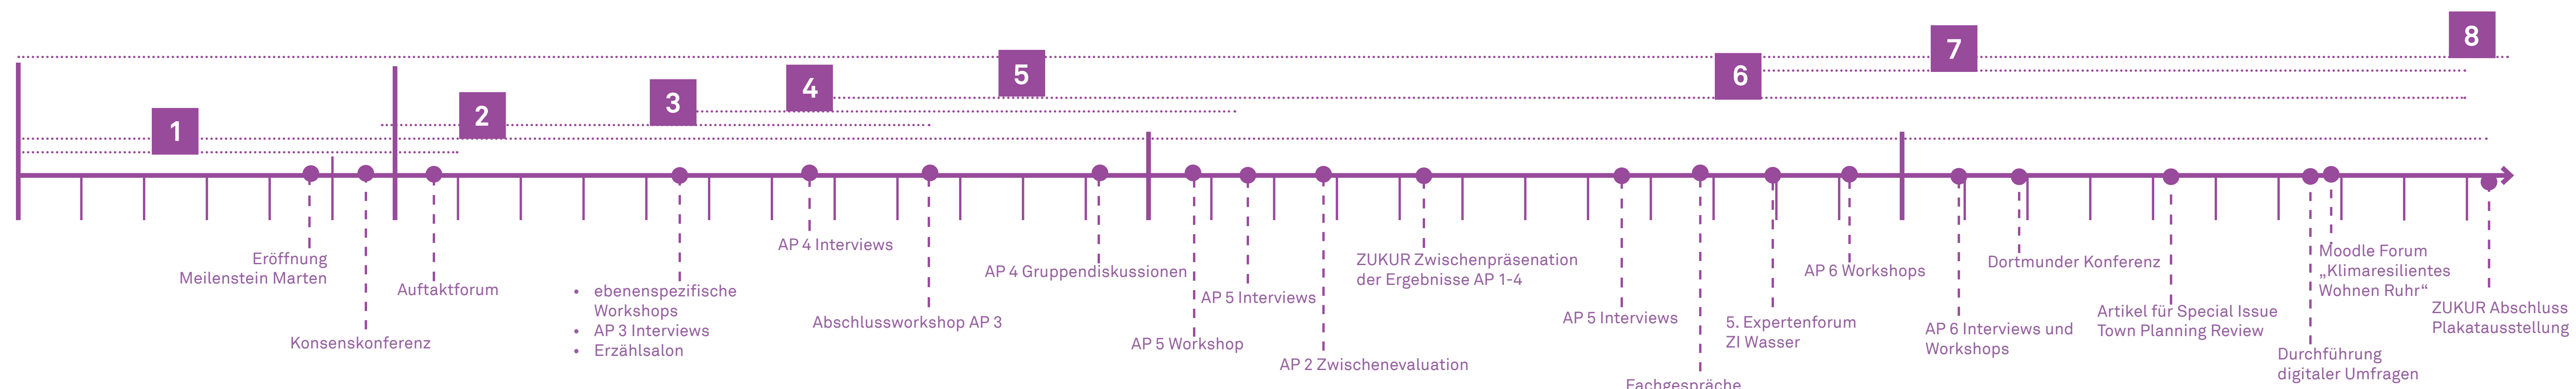 1
2
3
4
5
6
7
8
Eröffnung
Meilenstein Marten
Konsenskonferenz
Auftaktforum
• ebenenspezifische
Workshops
• AP 3 Interviews
• Erzählsalon
AP 4 Interviews
Abschlussworkshop AP 3
AP 4 Gruppendiskussionen
AP 5 Workshop
AP 5 Interviews
AP 2 Zwischenevaluation
ZUKUR Zwischenpräsenation
der Ergebnisse AP 1-4
AP 5 Interviews
Fachgespräche
5. Expertenforum
ZI Wasser
AP 6 Workshops
AP 6 Interviews und
Workshops
Dortmunder Konferenz
Artikel für Special Issue
Town Planning Review
Durchführung
digitaler Umfragen
Moodle Forum
„Klimaresilientes
Wohnen Ruhr“
ZUKUR Abschluss
Plakatausstellung